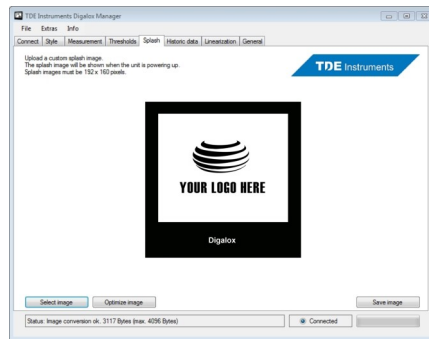 TDE Instruments Digalox Manager
File Extras Info
Connect Style Measurement Thresholds Splash Historic data Linearization General
Upload a custom splash image.
The splash image will be shown when the unit is powering up.
Splash images must be 192 x 160 pixels.
TDE Instruments
YOUR LOGO HERE
Digalox
Select image Optimize image Save image
Status: Image conversion ok. 3117 Bytes (max. 4096 Bytes) Connected